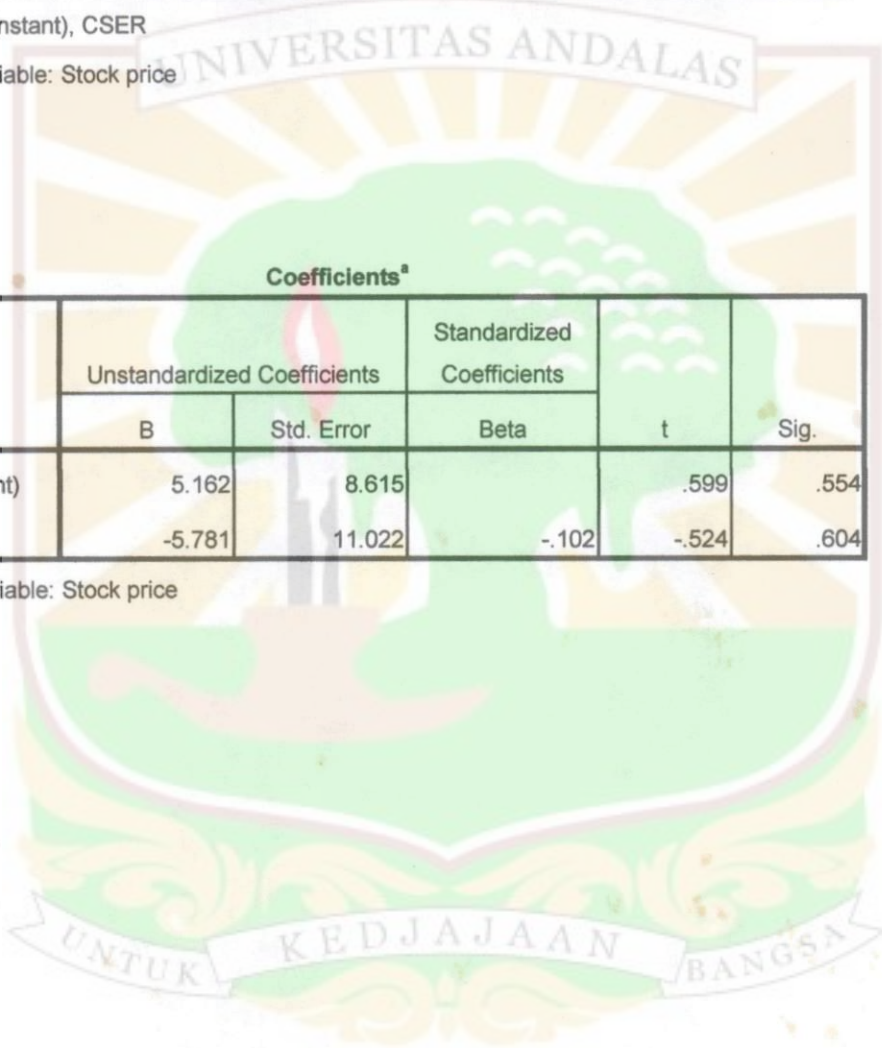 nstant), CSER
UNIVERSITAS ANDALAS
iable: Stock price
Coefficientsª
Unstandardized Coefficients Standardized Coefficients t Sig.
B Std. Error Beta
nt) 5.162 8.615 .599 .554
-5.781 11.022 -.102 -.524 .604
iable: Stock price
UNTUK KEDJAJAAN BANGSA